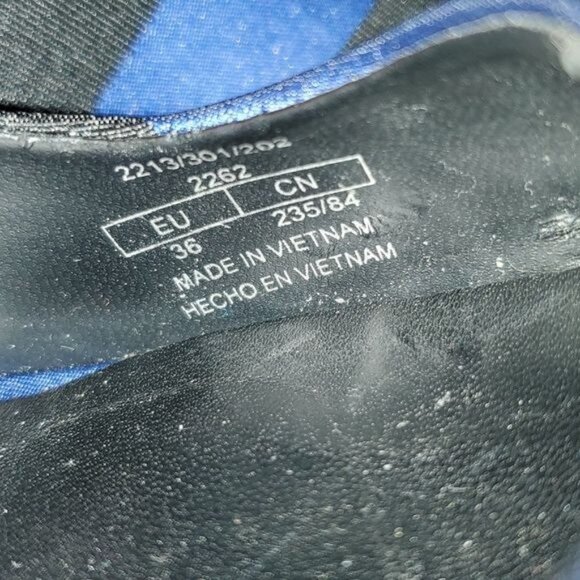 2213/301/202
2262
EU CN
36 235/84
MADE IN VIETNAM
HECHO EN VIETNAM